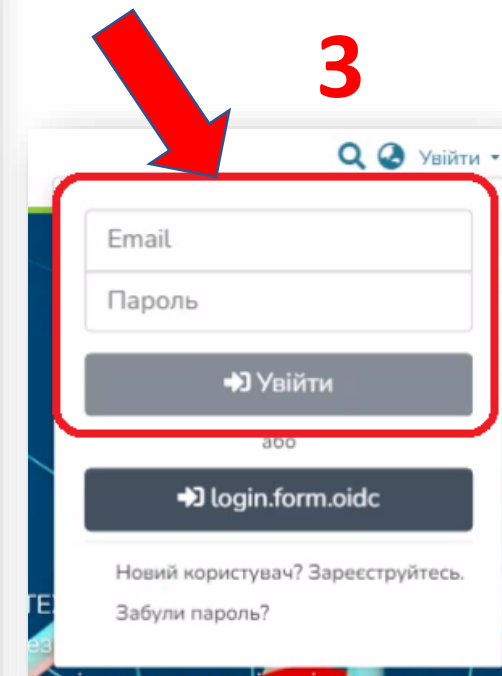 3
Увійти
Email
Пароль
Увійти
або
login.form.oidc
Новий користувач? Зареєструйтесь.
Забули пароль?